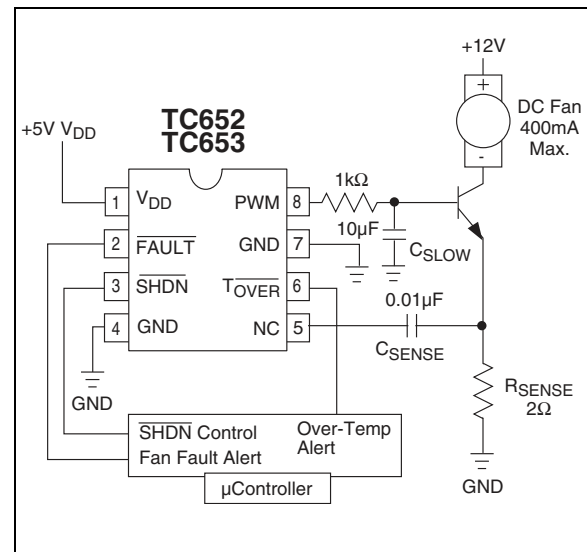 +12V
DC Fan
400mA
Max.
+
-
TC652
TC653
+5V VDD
1kΩ
1 VDD PWM 8
2 FAULT GND 7
3 SHDN TOVER 6
4 GND NC 5
10µF
CSLOW
0.01µF
CSENSE
RSENSE
2Ω
GND
GND
SHDN Control
Fan Fault Alert
Over-Temp
Alert
µController